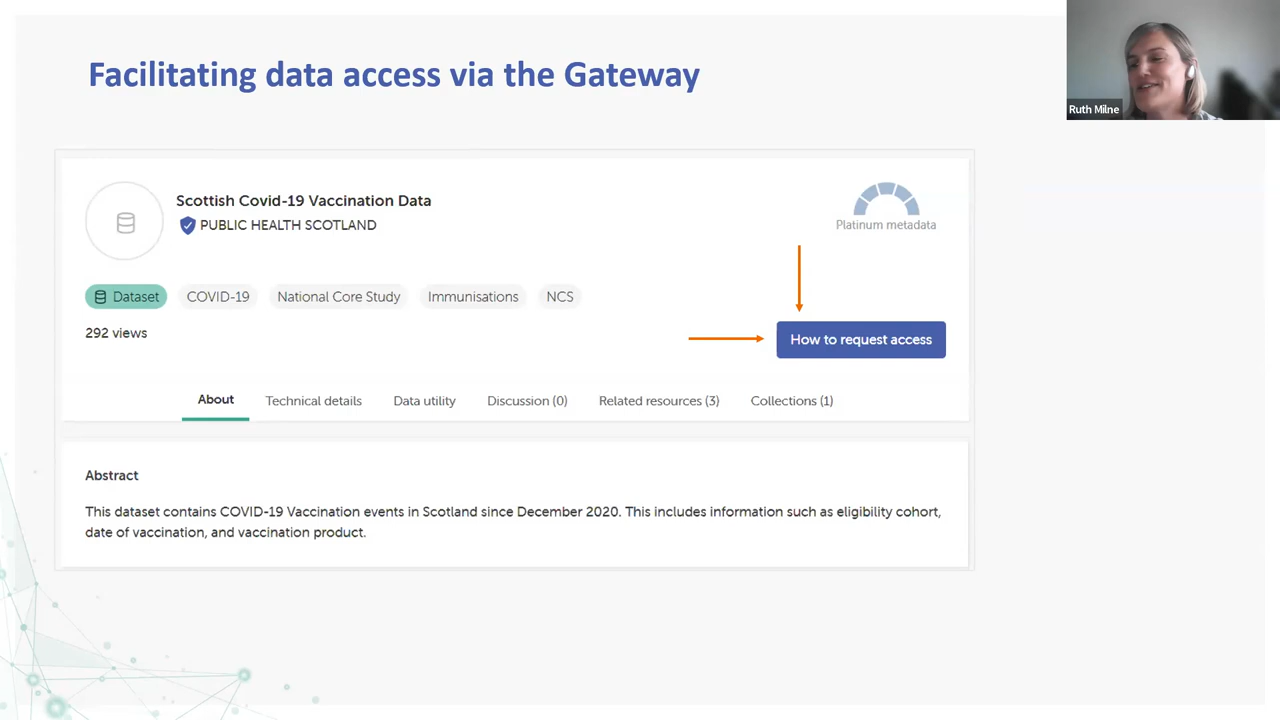 Facilitating data access via the Gateway
Ruth Milne
Scottish Covid-19 Vaccination Data
PUBLIC HEALTH SCOTLAND
Platinum metadata
Dataset COVID-19 National Core Study Immunisations NCS
292 views
How to request access
About Technical details Data utility Discussion (0) Related resources (3) Collections (1)
Abstract
This dataset contains COVID-19 Vaccination events in Scotland since December 2020. This includes information such as eligibility cohort,
date of vaccination, and vaccination product.